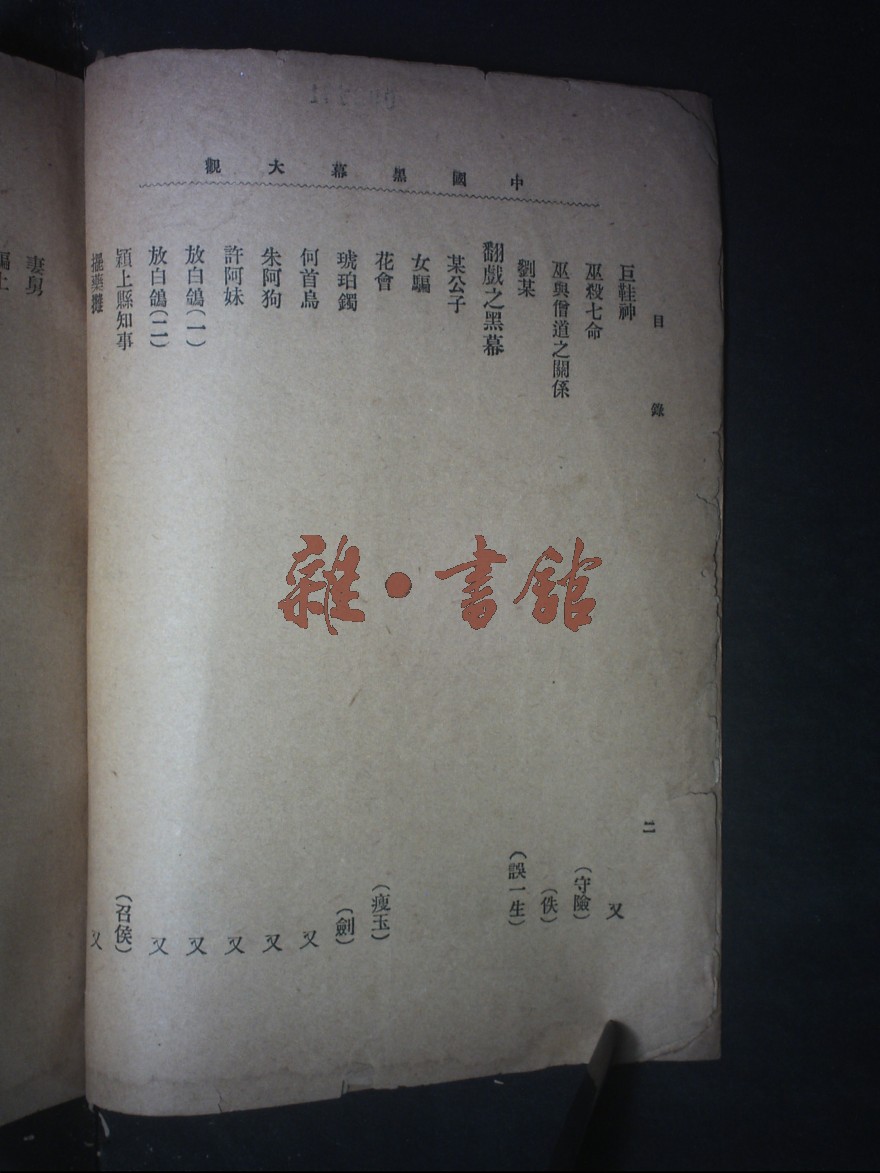 中國黑幕大觀
目錄 二
巨鞋神 又
巫殺七命 (守險)
巫與僧道之關係 (佚)
劉某 (誤一生)
翻戲之黑幕
某公子
女騙
花會 (瘦玉)
琥珀鐲 (劍)
何首烏 又
朱阿狗 又
許阿妹 又
放白鴿(一) 又
放白鴿(二) 又
潁上縣知事 (召侯)
擺藥攤 又
妻舅
雜·書館